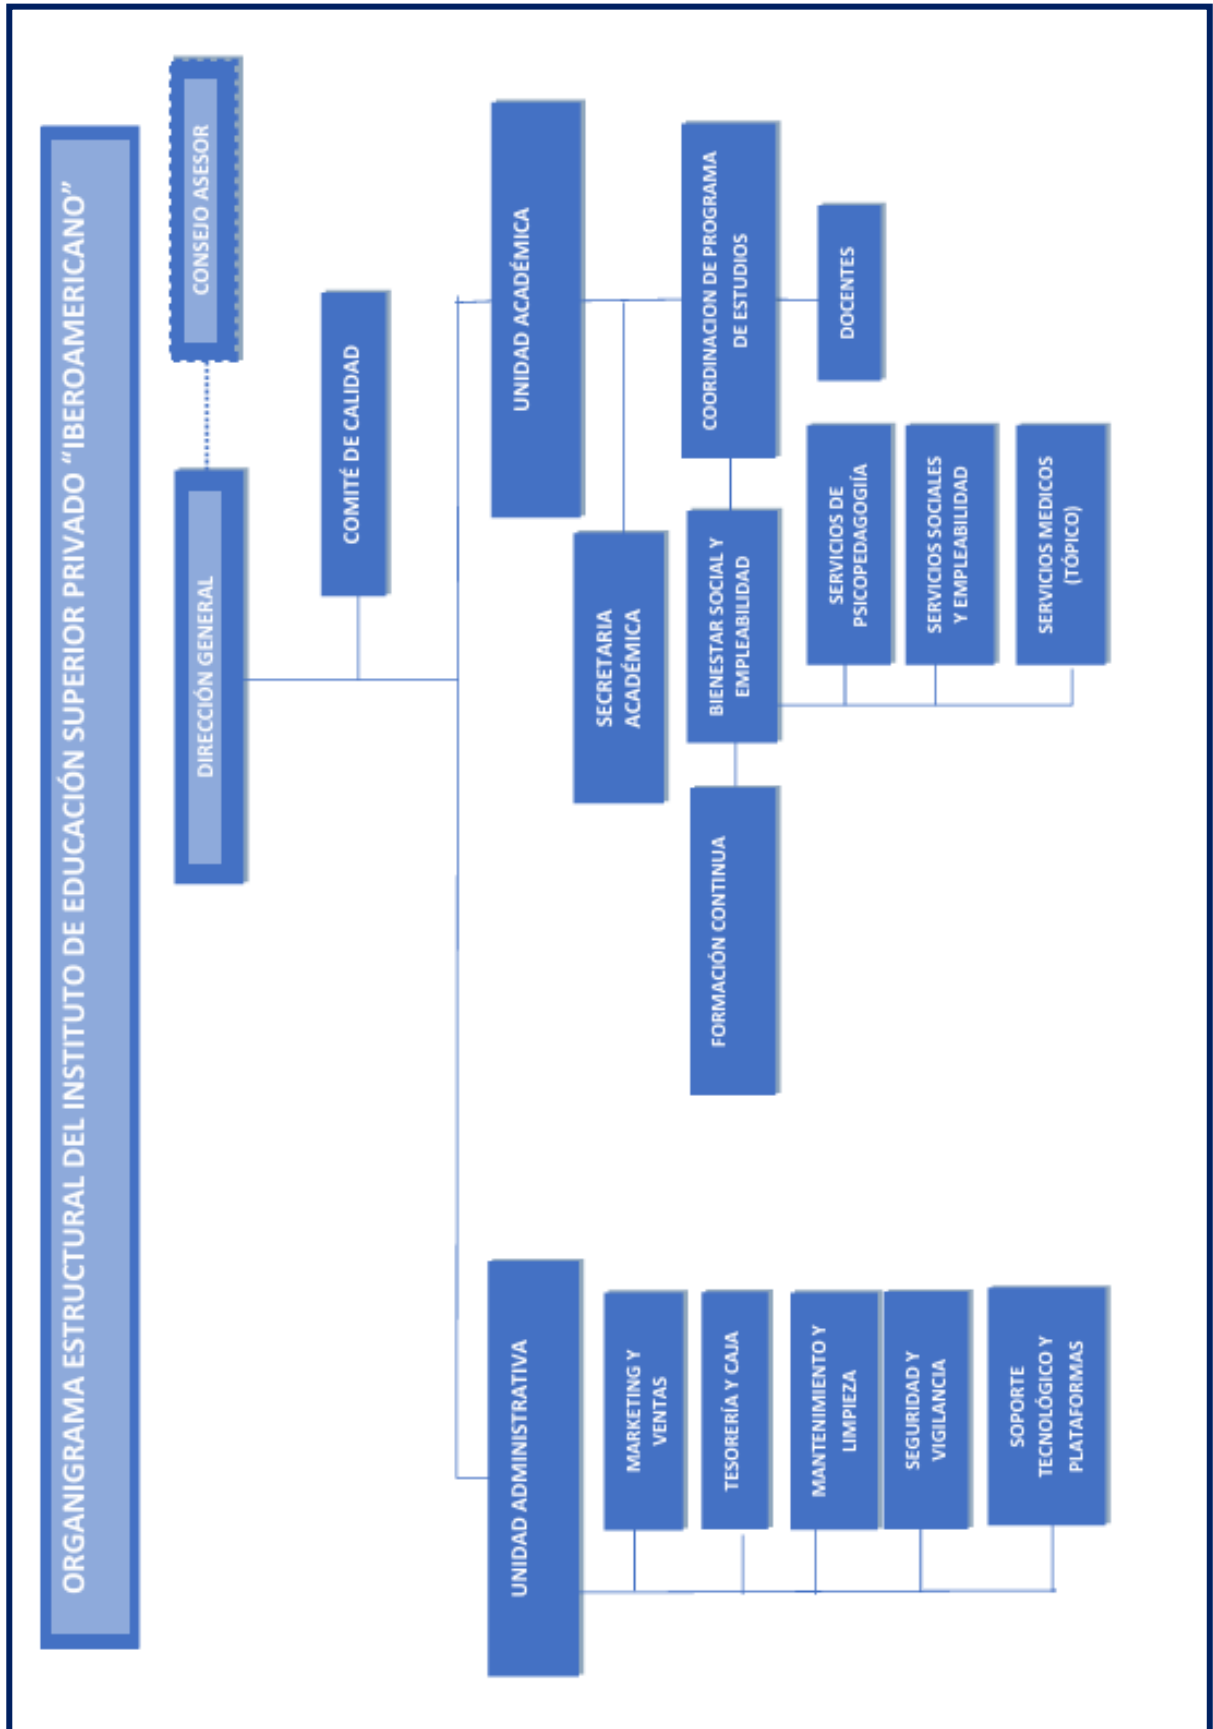 ORGANIGRAMA ESTRUCTURAL DEL INSTITUTO DE EDUCACIÓN SUPERIOR PRIVADO “IBEROAMERICANO”
DIRECCIÓN GENERAL
CONSEJO ASESOR
COMITÉ DE CALIDAD
UNIDAD ADMINISTRATIVA
MARKETING Y
VENTAS
TESORERÍA Y CAJA
MANTENIMIENTO Y
LIMPIEZA
SEGURIDAD Y
VIGILANCIA
SOPORTE
TECNOLÓGICO Y
PLATAFORMAS
UNIDAD ACADÉMICA
SECRETARIA
ACADÉMICA
FORMACIÓN CONTINUA
BIENESTAR SOCIAL Y
EMPLEABILIDAD
COORDINACION DE PROGRAMA
DE ESTUDIOS
SERVICIOS DE
PSICOPEDAGOGIÍA
SERVICIOS SOCIALES
Y EMPLEABILIDAD
SERVICIOS MEDICOS
(TÓPICO)
DOCENTES